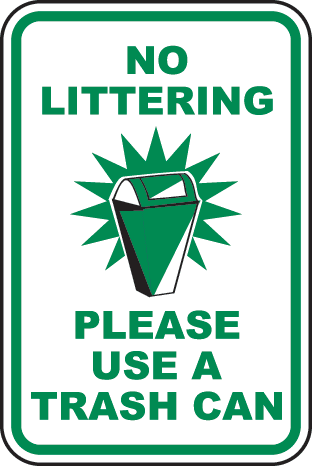 NO
LITTERING
PLEASE
USE A
TRASH CAN